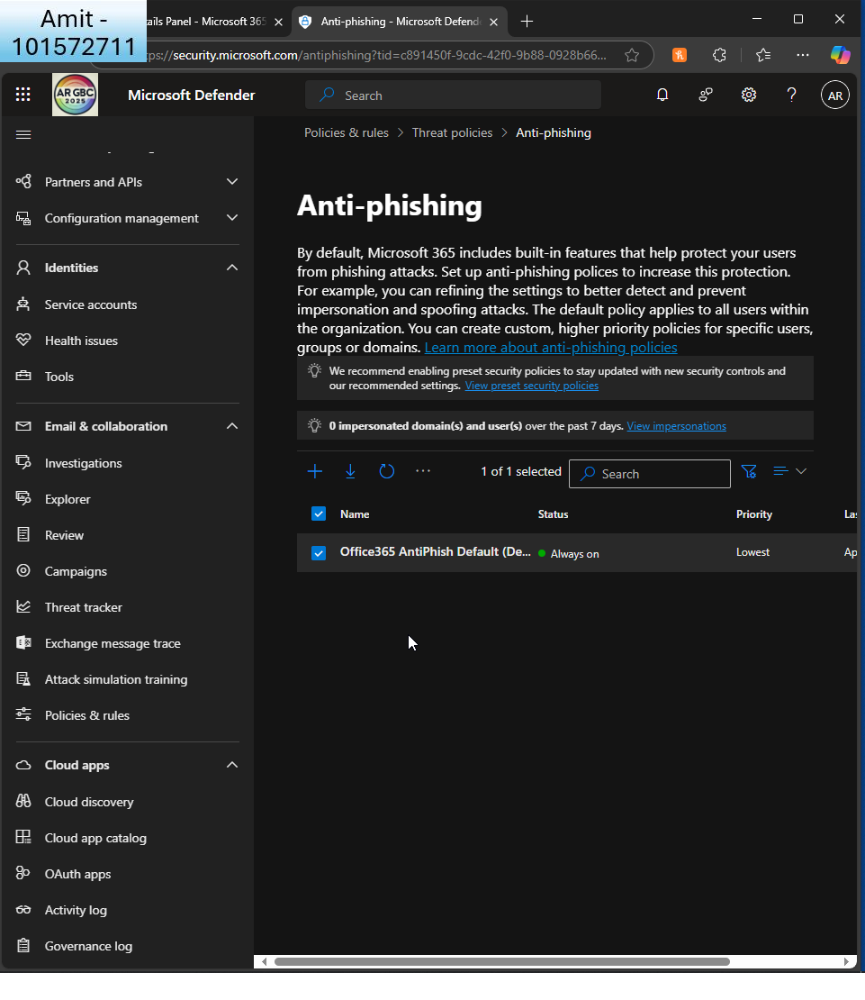 Amit -
101572711
ails Panel - Microsoft 365
Anti-phishing - Microsoft Defende
ps://security.microsoft.com/antiphishing?tid=c891450f-9cdc-42f0-9b88-0928b66...
AR GBC
2025
Microsoft Defender
Search
AR
Policies & rules > Threat policies > Anti-phishing
Partners and APIs
Configuration management
Identities
Service accounts
Health issues
Tools
Email & collaboration
Investigations
Explorer
Review
Campaigns
Threat tracker
Exchange message trace
Attack simulation training
Policies & rules
Cloud apps
Cloud discovery
Cloud app catalog
OAuth apps
Activity log
Governance log
Anti-phishing
By default, Microsoft 365 includes built-in features that help protect your users
from phishing attacks. Set up anti-phishing polices to increase this protection.
For example, you can refining the settings to better detect and prevent
impersonation and spoofing attacks. The default policy applies to all users within
the organization. You can create custom, higher priority policies for specific users,
groups or domains. Learn more about anti-phishing policies
We recommend enabling preset security policies to stay updated with new security controls and
our recommended settings. View preset security policies
0 impersonated domain(s) and user(s) over the past 7 days. View impersonations
1 of 1 selected
Search
Name Status Priority Las
Office365 AntiPhish Default (De... Always on Lowest Ap